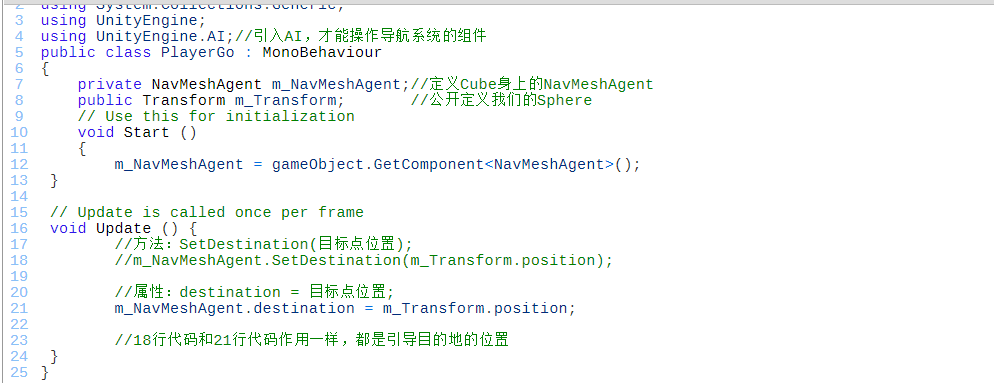 2 using System.Collections.Generic;
3 using UnityEngine;
4 using UnityEngine.AI;//引入AI，才能操作导航系统的组件
5 public class PlayerGo : MonoBehaviour
6 {
7     private NavMeshAgent m_NavMeshAgent;//定义Cube身上的NavMeshAgent
8     public Transform m_Transform;       //公开定义我们的Sphere
9     // Use this for initialization
10     void Start ()
11     {
12         m_NavMeshAgent = gameObject.GetComponent<NavMeshAgent>();
13  }
14
15  // Update is called once per frame
16  void Update () {
17         //方法：SetDestination(目标点位置);
18         //m_NavMeshAgent.SetDestination(m_Transform.position);
19
20         //属性：destination = 目标点位置;
21         m_NavMeshAgent.destination = m_Transform.position;
22
23         //18行代码和21行代码作用一样，都是引导目的地的位置
24  }
25 }